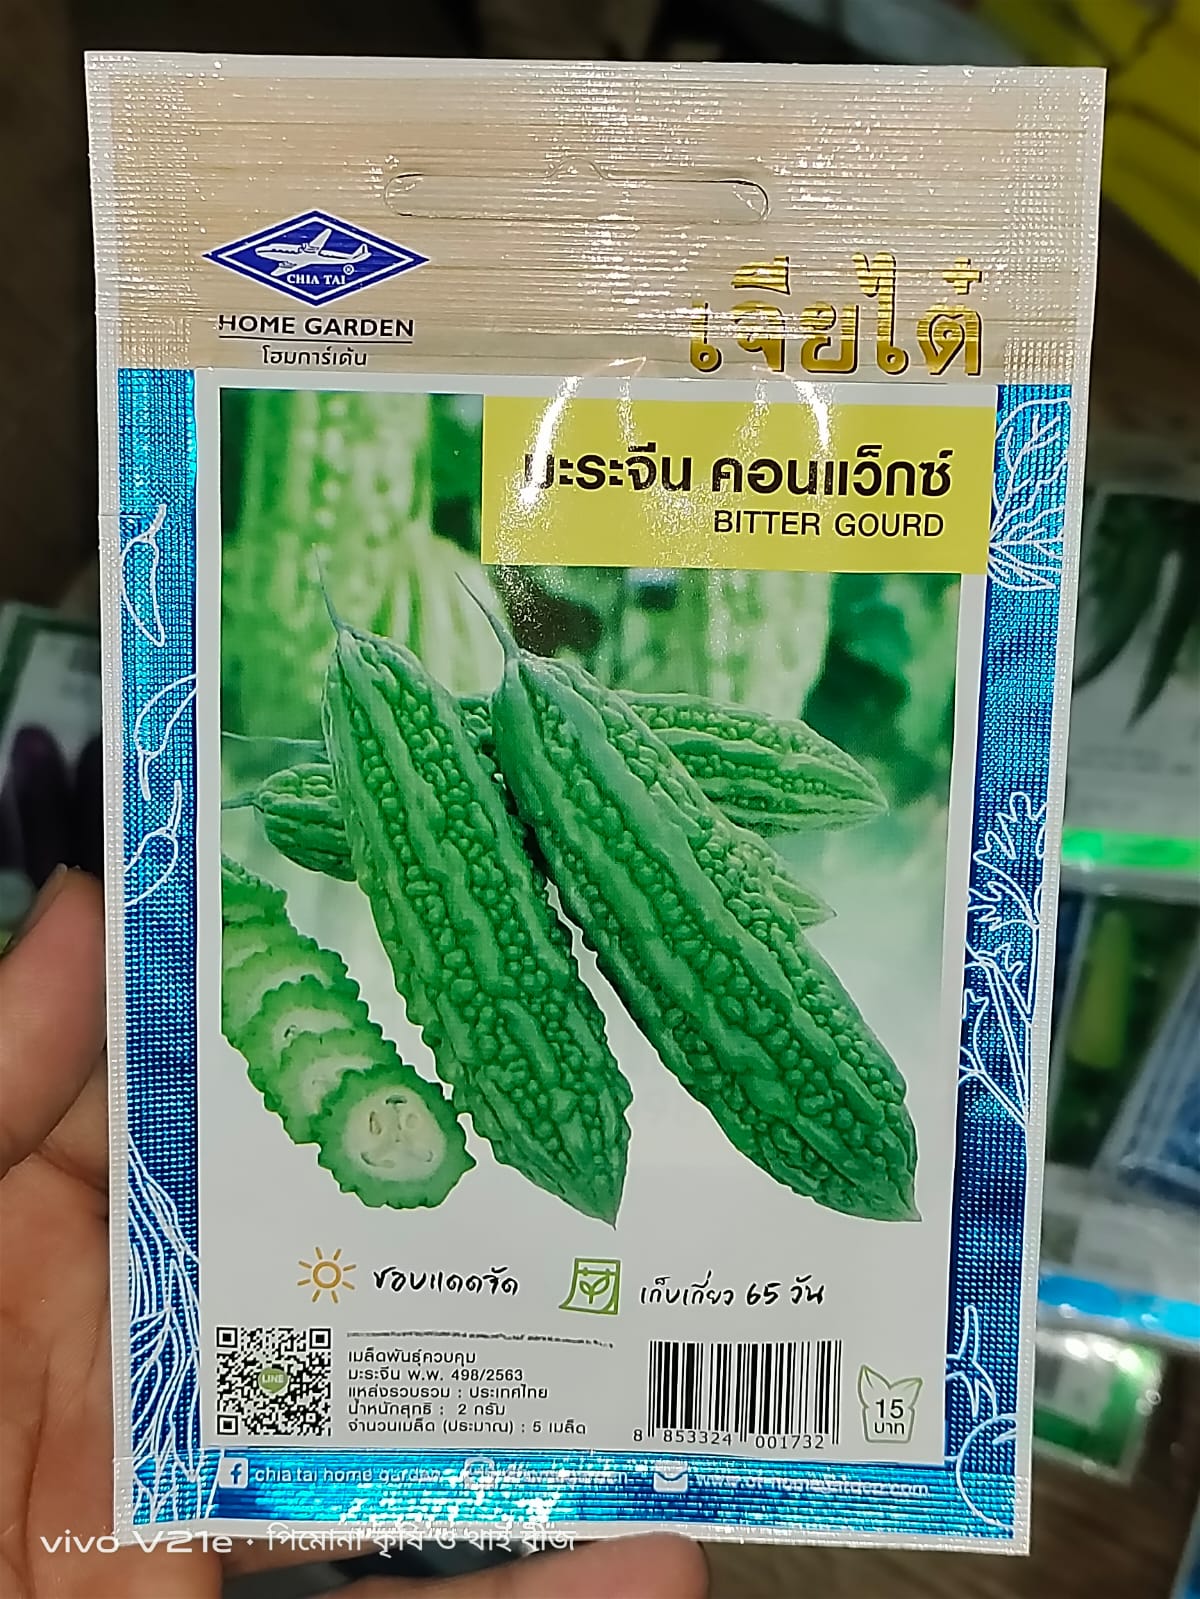 CHIA TAI®
HOME GARDEN
โฮมการ์เด้น
เจียไต๋
มะระจีน คอนแว็กซ์
BITTER GOURD
ชอบแดดจัด
เก็บเกี่ยว 65 วัน
LINE
เมล็ดพันธุ์ควบคุม
มะระจีน พ.พ. 498/2563
แหล่งรวบรวม : ประเทศไทย
น้ำหนักสุทธิ : 2 กรัม
จำนวนเมล็ด (ประมาณ) : 5 เมล็ด
8 853324 001732
15
บาท
chia tai home garden
vivo V21e · পিমোনা কৃষি ও থাই বীজ